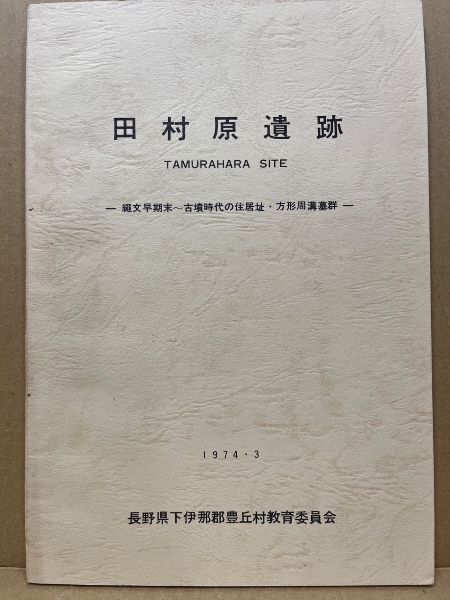 田村原遺跡
TAMURAHARA SITE
― 縄文早期末～古墳時代の住居址・方形周溝墓群 ―
1974・3
長野県下伊那郡豊丘村教育委員会